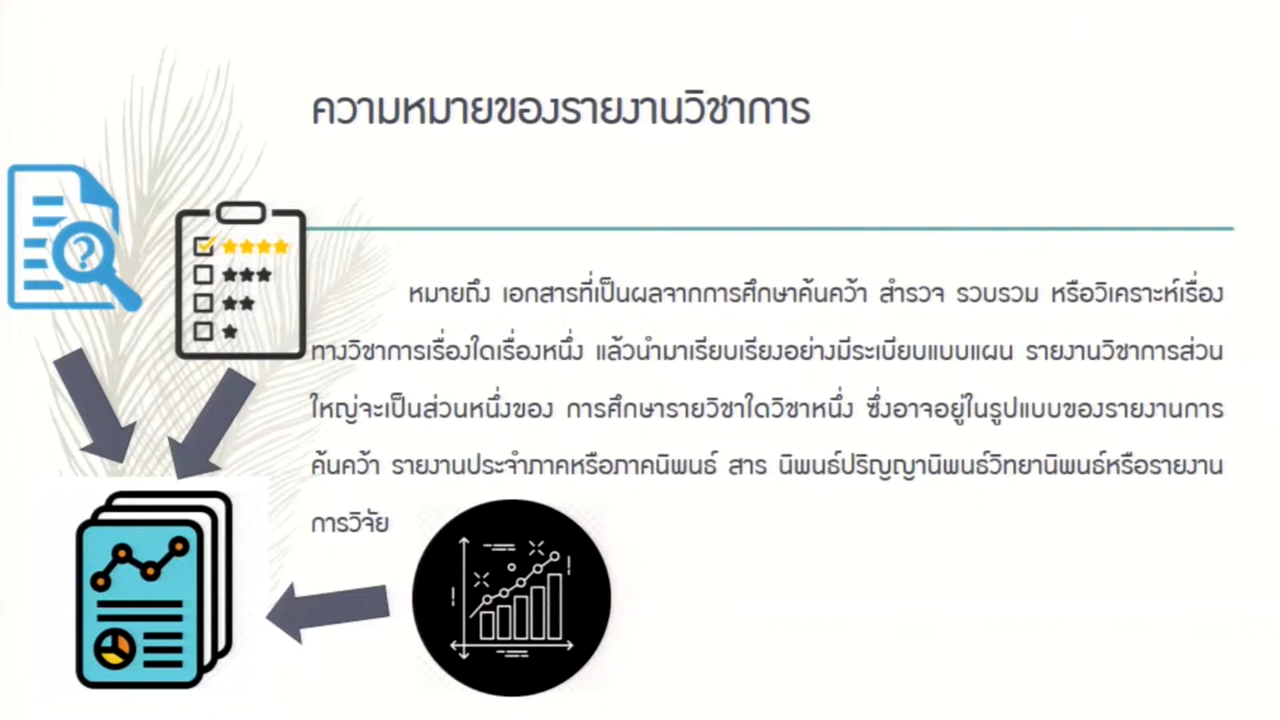 ความหมายของรายงานวิชาการ
หมายถึง เอกสารที่เป็นผลจากการศึกษาค้นคว้า สำรวจ รวบรวม หรือวิเคราะห์เรื่อง
ทางวิชาการเรื่องใดเรื่องหนึ่ง แล้วนำมาเรียบเรียงอย่างมีระเบียบแบบแผน รายงานวิชาการส่วน
ใหญ่จะเป็นส่วนหนึ่งของ การศึกษารายวิชาใดวิชาหนึ่ง ซึ่งอาจอยู่ในรูปแบบของรายงานการ
ค้นคว้า รายงานประจำภาคหรือภาคนิพนธ์ สาร นิพนธ์ปริญญานิพนธ์วิทยานิพนธ์หรือรายงาน
การวิจัย